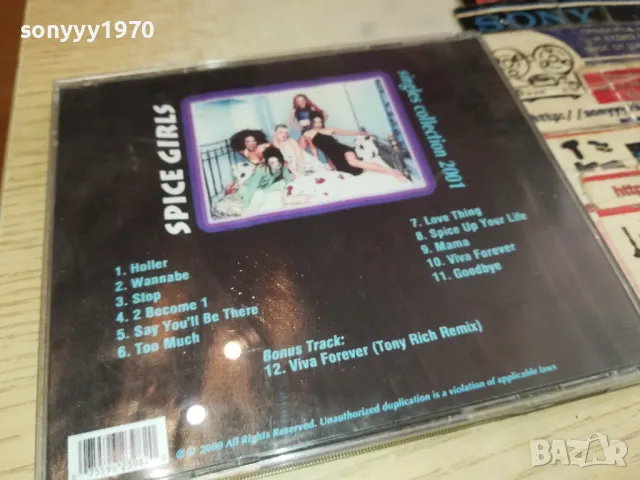 sonyyy1970
SONY
SPICE GIRLS
singles collection 2001
1. Holler
2. Wannabe
3. Stop
4. 2 Become 1
5. Say You'll Be There
6. Too Much
7. Love Thing
8. Spice Up Your Life
9. Mama
10. Viva Forever
11. Goodbye
Bonus Track:
12. Viva Forever (Tony Rich Remix)
℗ © 2000 All Rights Reserved. Unauthorized duplication is a violation of applicable laws
BAZAR
bg